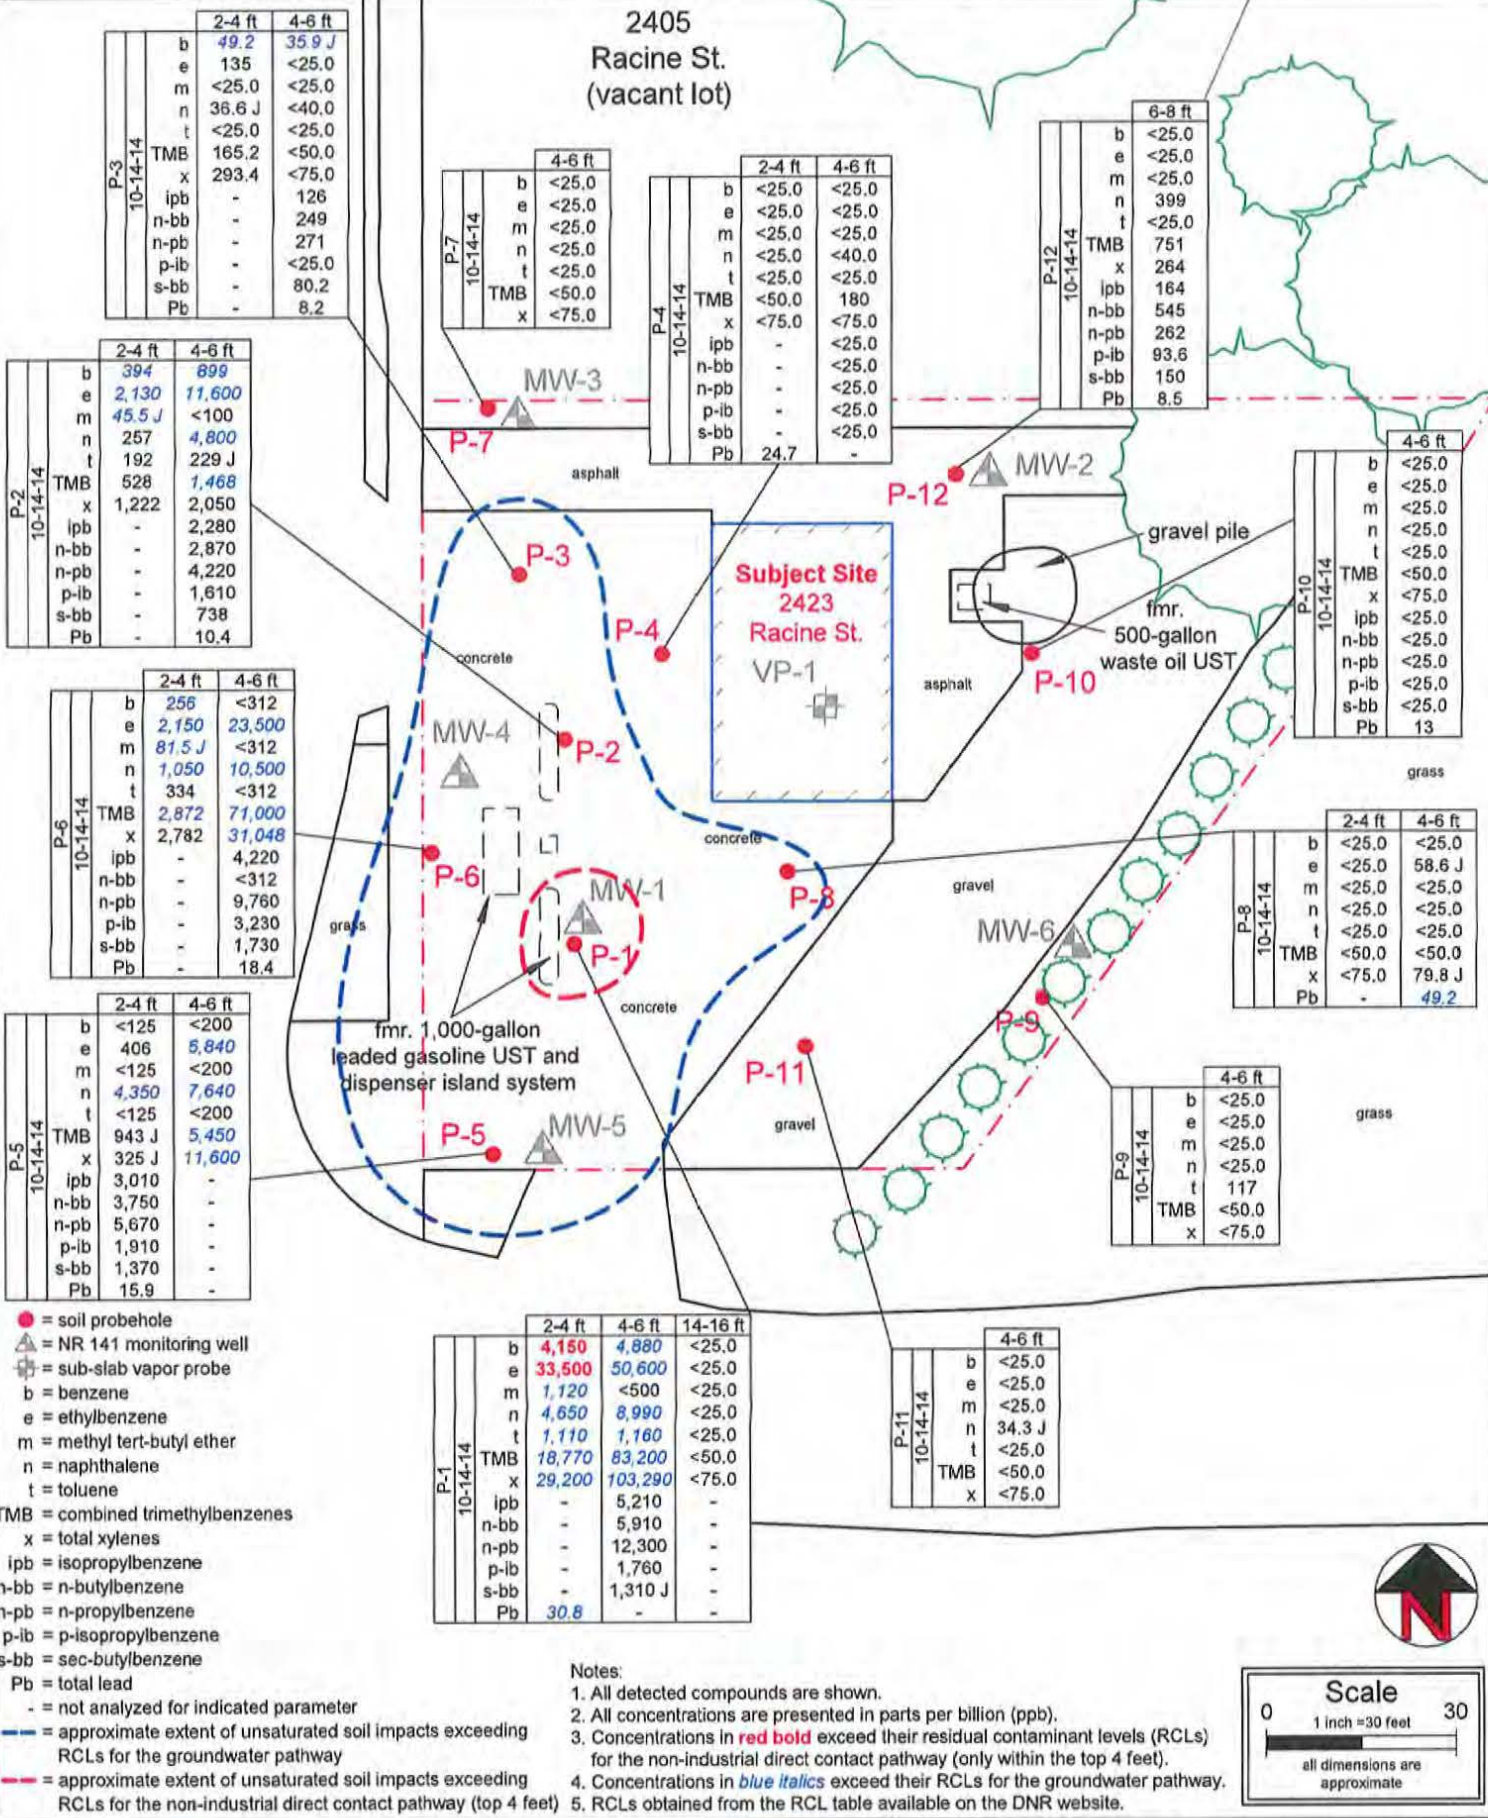 2405
Racine St.
(vacant lot)
P-3
10-14-14
2-4 ft 4-6 ft
b 49.2 35.9 J
e 135 <25.0
m <25.0 <25.0
n 36.6 J <40.0
t <25.0 <25.0
TMB 165.2 <50.0
x 293.4 <75.0
ipb - 126
n-bb - 249
n-pb - 271
p-ib - <25.0
s-bb - 80.2
Pb - 8.2
P-7
10-14-14
4-6 ft
b <25.0
e <25.0
m <25.0
n <25.0
t <25.0
TMB <50.0
x <75.0
P-4
10-14-14
2-4 ft 4-6 ft
b <25.0 <25.0
e <25.0 <25.0
m <25.0 <25.0
n <25.0 <40.0
t <25.0 <25.0
TMB <50.0 180
x <75.0 <75.0
ipb - <25.0
n-bb - <25.0
n-pb - <25.0
p-ib - <25.0
s-bb - <25.0
Pb 24.7 -
P-12
10-14-14
6-8 ft
b <25.0
e <25.0
m <25.0
n 399
t <25.0
TMB 751
x 264
ipb 164
n-bb 545
n-pb 262
p-ib 93.6
s-bb 150
Pb 8.5
P-2
10-14-14
2-4 ft 4-6 ft
b 394 899
e 2,130 11,600
m 45.5 J <100
n 257 4,800
t 192 229 J
TMB 528 1,468
x 1,222 2,050
ipb - 2,280
n-bb - 2,870
n-pb - 4,220
p-ib - 1,610
s-bb - 738
Pb - 10.4
P-10
10-14-14
4-6 ft
b <25.0
e <25.0
m <25.0
n <25.0
t <25.0
TMB <50.0
x <75.0
ipb <25.0
n-bb <25.0
n-pb <25.0
p-ib <25.0
s-bb <25.0
Pb 13
P-6
10-14-14
2-4 ft 4-6 ft
b 256 <312
e 2,150 23,500
m 81.5 J <312
n 1,050 10,500
t 334 <312
TMB 2,872 71,000
x 2,782 31,048
ipb - 4,220
n-bb - <312
n-pb - 9,760
p-ib - 3,230
s-bb - 1,730
Pb - 18.4
P-8
10-14-14
2-4 ft 4-6 ft
b <25.0 <25.0
e <25.0 58.6 J
m <25.0 <25.0
n <25.0 <25.0
t <25.0 <25.0
TMB <50.0 <50.0
x <75.0 79.8 J
Pb - 49.2
P-5
10-14-14
2-4 ft 4-6 ft
b <125 <200
e 406 5,840
m <125 <200
n 4,350 7,640
t <125 <200
TMB 943 J 5,450
x 325 J 11,600
ipb 3,010 -
n-bb 3,750 -
n-pb 5,670 -
p-ib 1,910 -
s-bb 1,370 -
Pb 15.9 -
P-9
10-14-14
4-6 ft
b <25.0
e <25.0
m <25.0
n <25.0
t 117
TMB <50.0
x <75.0
P-1
10-14-14
2-4 ft 4-6 ft 14-16 ft
b 4,150 4,880 <25.0
e 33,500 50,600 <25.0
m 1,120 <500 <25.0
n 4,650 8,990 <25.0
t 1,110 1,160 <25.0
TMB 18,770 83,200 <50.0
x 29,200 103,290 <75.0
ipb - 5,210 -
n-bb - 5,910 -
n-pb - 12,300 -
p-ib - 1,760 -
s-bb - 1,310 J -
Pb 30.8 - -
P-11
10-14-14
4-6 ft
b <25.0
e <25.0
m <25.0
n 34.3 J
t <25.0
TMB <50.0
x <75.0
MW-3
P-7
asphalt
P-12
MW-2
gravel pile
P-3
Subject Site
2423
Racine St.
VP-1
fmr.
500-gallon
waste oil UST
P-4
concrete
asphalt
P-10
MW-4
P-2
grass
concrete
P-6
MW-1
gravel
P-8
grass
MW-6
P-1
concrete
P-9
fmr. 1,000-gallon
leaded gasoline UST and
dispenser island system
P-11
gravel
grass
P-5
MW-5
= soil probehole
= NR 141 monitoring well
= sub-slab vapor probe
b = benzene
e = ethylbenzene
m = methyl tert-butyl ether
n = naphthalene
t = toluene
TMB = combined trimethylbenzenes
x = total xylenes
ipb = isopropylbenzene
n-bb = n-butylbenzene
n-pb = n-propylbenzene
p-ib = p-isopropylbenzene
s-bb = sec-butylbenzene
Pb = total lead
- = not analyzed for indicated parameter
= approximate extent of unsaturated soil impacts exceeding
RCLs for the groundwater pathway
= approximate extent of unsaturated soil impacts exceeding
RCLs for the non-industrial direct contact pathway (top 4 feet)
Notes:
1. All detected compounds are shown.
2. All concentrations are presented in parts per billion (ppb).
3. Concentrations in red bold exceed their residual contaminant levels (RCLs)
for the non-industrial direct contact pathway (only within the top 4 feet).
4. Concentrations in blue italics exceed their RCLs for the groundwater pathway.
5. RCLs obtained from the RCL table available on the DNR website.
N
Scale
0 30
1 inch =30 feet
all dimensions are
approximate